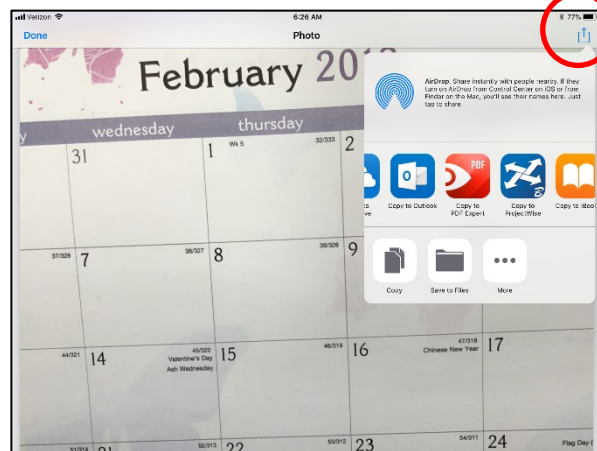 Verizon 6:26 AM 77%
Done Photo
February 20
y wednesday thursday
31 1 Wk 5 32/333 2
37/328 7 38/327 8 39/326 9
44/321 14 45/320 15 46/319 16 47/318 17
Valentine's Day Chinese New Year
Ash Wednesday
52/313 22 53/312 23 54/311 24 Flag Day (
AirDrop. Share instantly with people nearby. If they
turn on AirDrop from Control Center on iOS or from
Finder on the Mac, you'll see their names here. Just
tap to share.
Copy to Outlook
PDF
Copy to
PDF Expert
Copy to
ProjectWise
Copy to iBoo
Copy
Save to Files
More